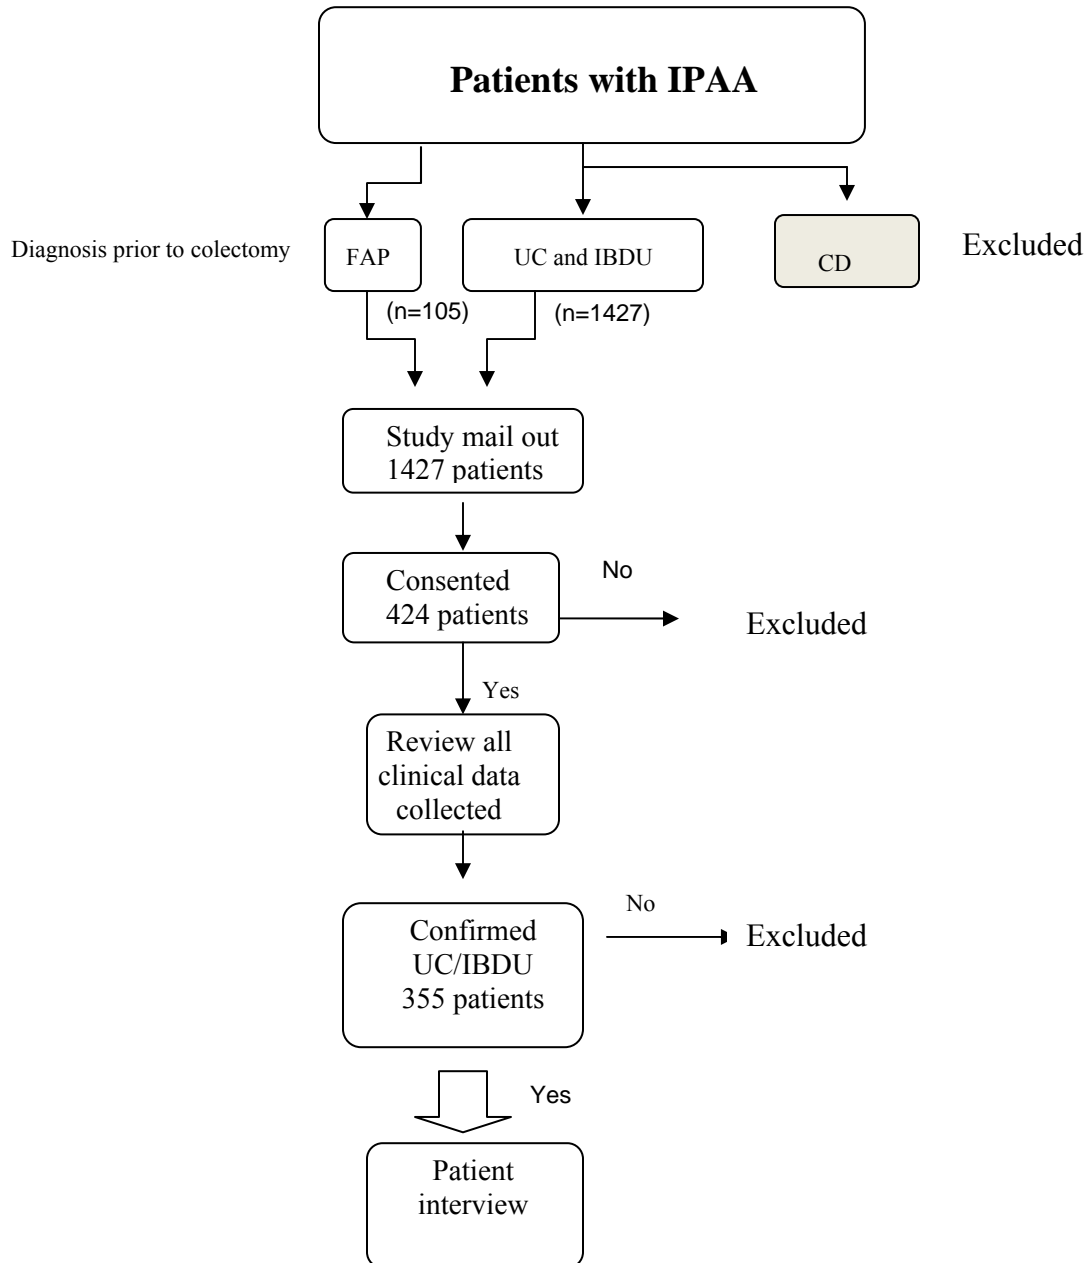 Patients with IPAA
Diagnosis prior to colectomy
FAP
UC and IBDU
CD
Excluded
(n=105)
(n=1427)
Study mail out
1427 patients
Consented
424 patients
No
Excluded
Yes
Review all
clinical data
collected
Confirmed
UC/IBDU
355 patients
No
Excluded
Yes
Patient
interview